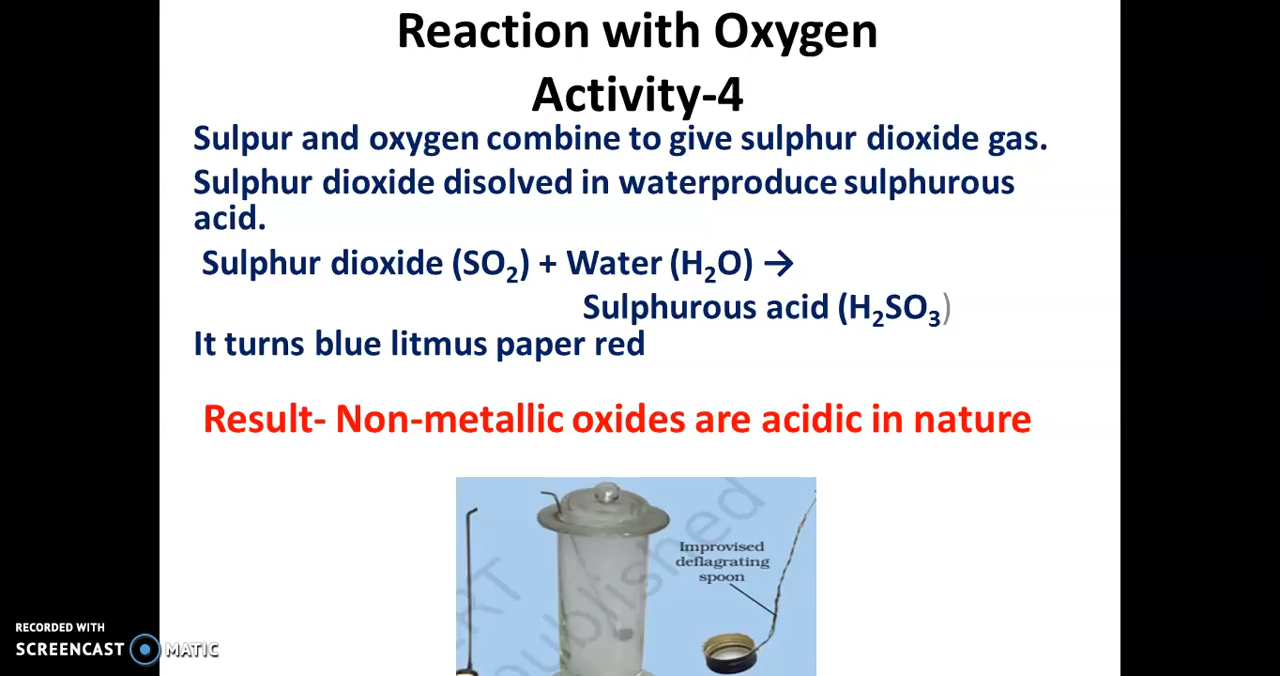 Reaction with Oxygen
Activity-4
Sulpur and oxygen combine to give sulphur dioxide gas.
Sulphur dioxide disolved in waterproduce sulphurous
acid.
Sulphur dioxide (SO₂) + Water (H₂O) →
Sulphurous acid (H₂SO₃)
It turns blue litmus paper red
Result- Non-metallic oxides are acidic in nature
Improvised
deflagrating
spoon
RECORDED WITH
SCREENCAST MATIC